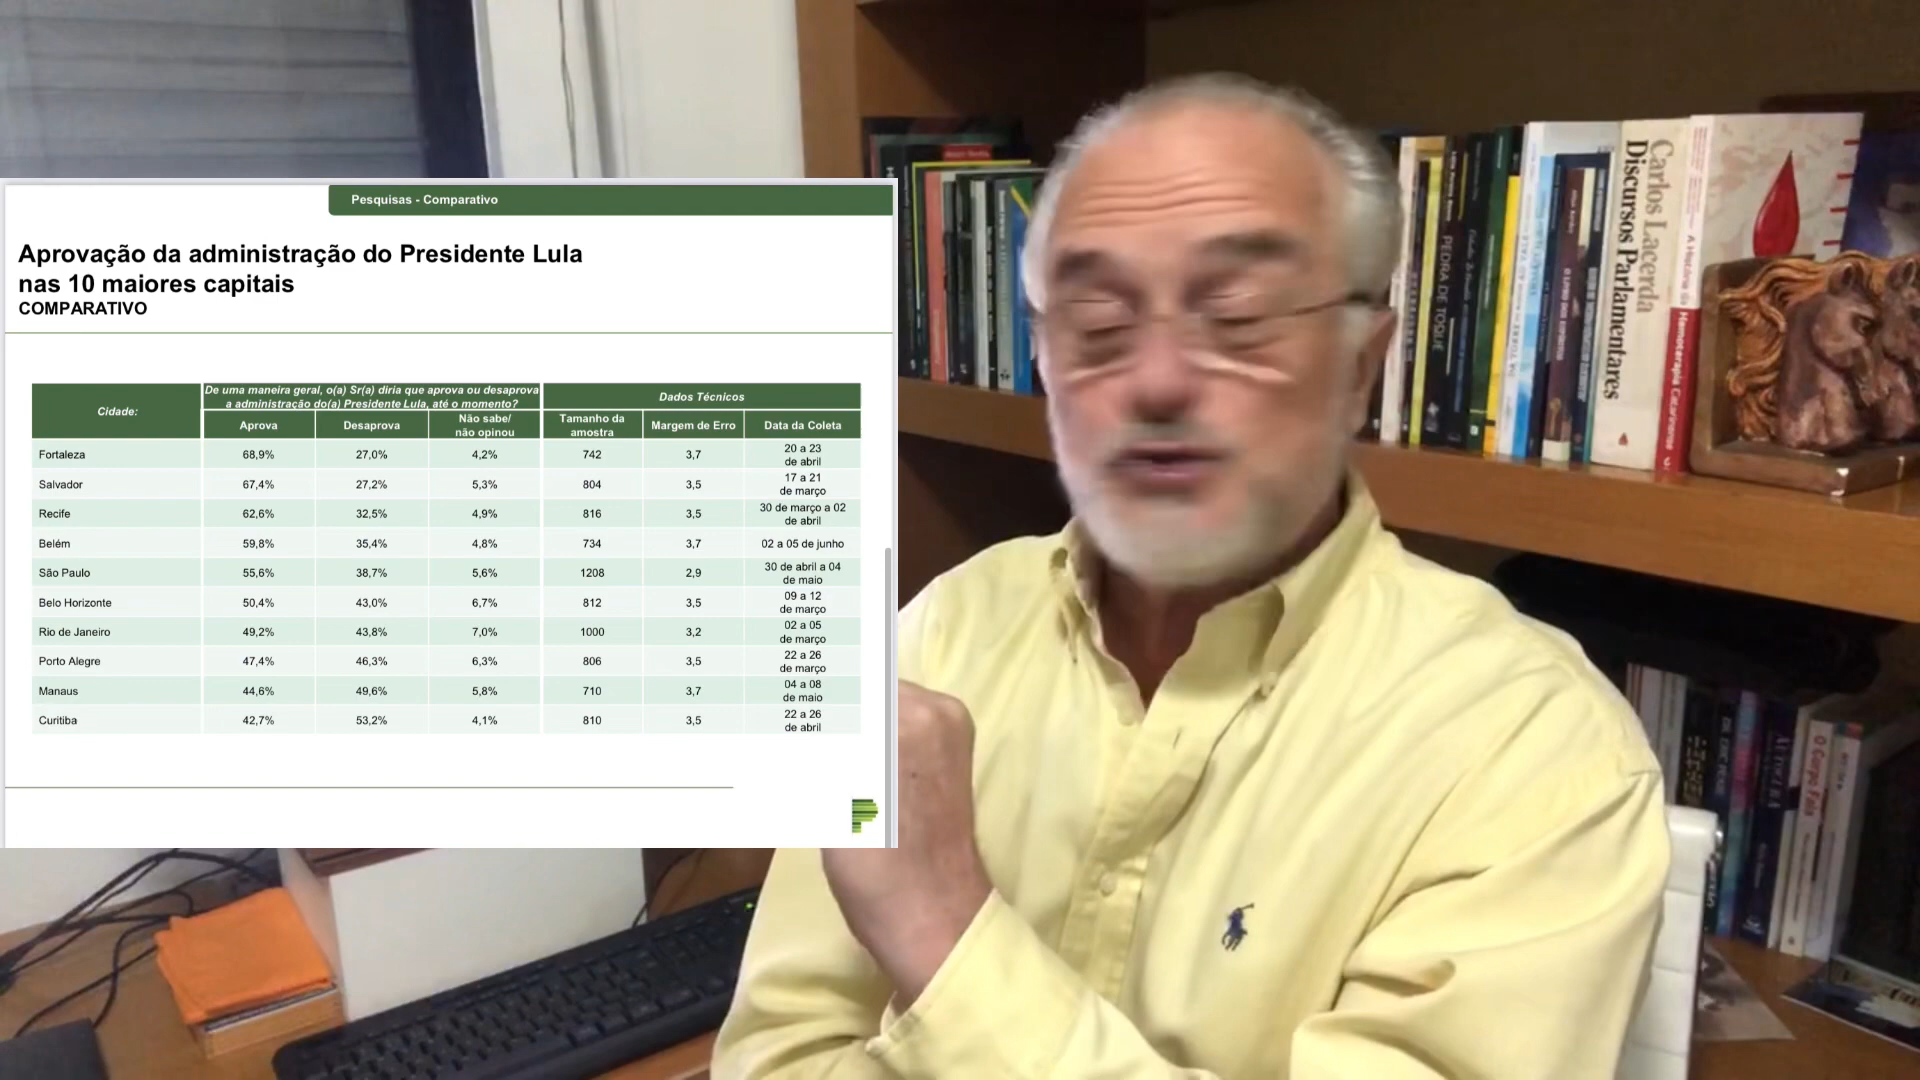 Pesquisas - Comparativo
Aprovação da administração do Presidente Lula
nas 10 maiores capitais
COMPARATIVO
Cidade:
De uma maneira geral, o(a) Sr(a) diria que aprova ou desaprova
a administração do(a) Presidente Lula, até o momento?
Dados Técnicos
Aprova
Desaprova
Não sabe/
não opinou
Tamanho da
amostra
Margem de Erro
Data da Coleta
Fortaleza 68,9% 27,0% 4,2% 742 3,7 20 a 23
de abril
Salvador 67,4% 27,2% 5,3% 804 3,5 17 a 21
de março
Recife 62,6% 32,5% 4,9% 816 3,5 30 de março a 02
de abril
Belém 59,8% 35,4% 4,8% 734 3,7 02 a 05 de junho
São Paulo 55,6% 38,7% 5,6% 1208 2,9 30 de abril a 04
de maio
Belo Horizonte 50,4% 43,0% 6,7% 812 3,5 09 a 12
de março
Rio de Janeiro 49,2% 43,8% 7,0% 1000 3,2 02 a 05
de março
Porto Alegre 47,4% 46,3% 6,3% 806 3,5 22 a 26
de março
Manaus 44,6% 49,6% 5,8% 710 3,7 04 a 08
de maio
Curitiba 42,7% 53,2% 4,1% 810 3,5 22 a 26
de abril
PEDRA DE TOQUE
O LIVRO DOS ESPÍRITOS
Carlos Lacerda
Discursos Parlamentares
A História da Hemoterapia Catarinense
O Corpo Fala